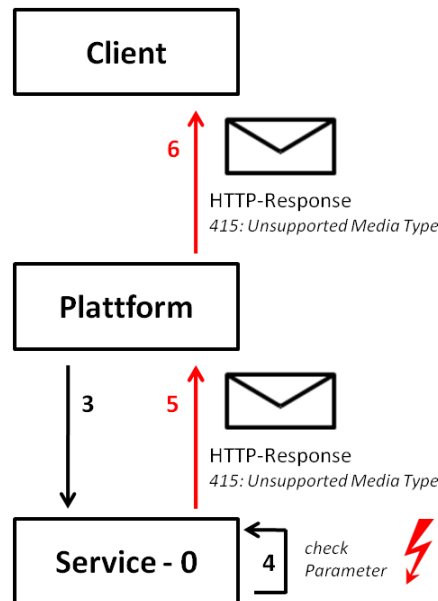 Client
6
HTTP-Response
415: Unsupported Media Type
Plattform
3
5
HTTP-Response
415: Unsupported Media Type
Service - 0
4
check
Parameter